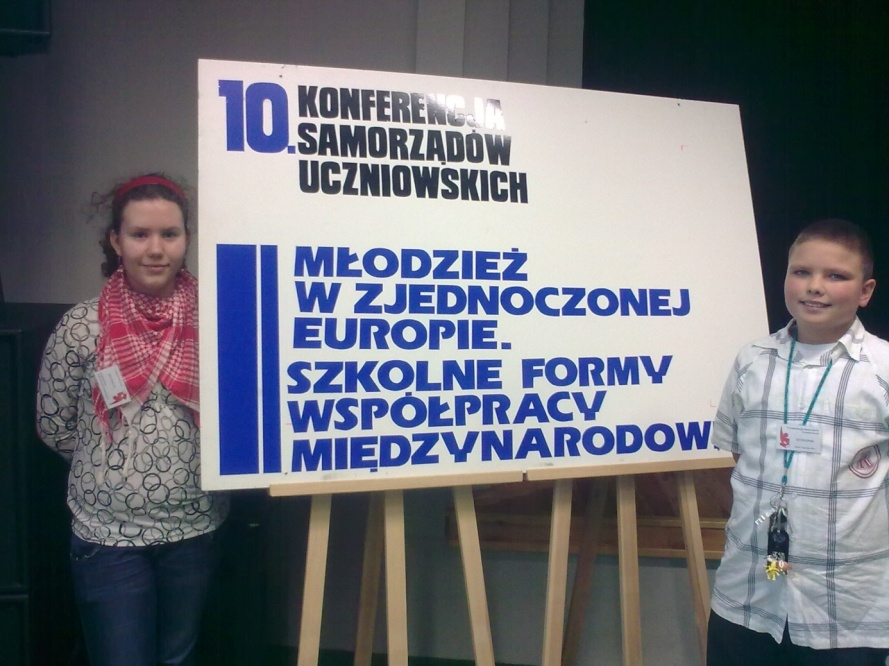 10. KONFERENCJA
SAMORZĄDÓW
UCZNIOWSKICH
MŁODZIEŻ
W ZJEDNOCZONEJ
EUROPIE.
SZKOLNE FORMY
WSPÓŁPRACY
MIĘDZYNARODOW